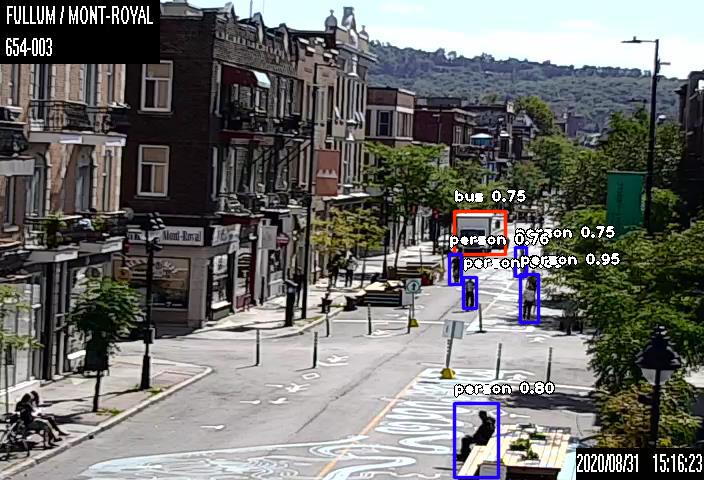 FULLUM / MONT-ROYAL
654-003
bus 0.75
person 0.75
person 0.76
person 0.95
person
person 0.80
Mont-Royal
2020/08/31 15:16:23